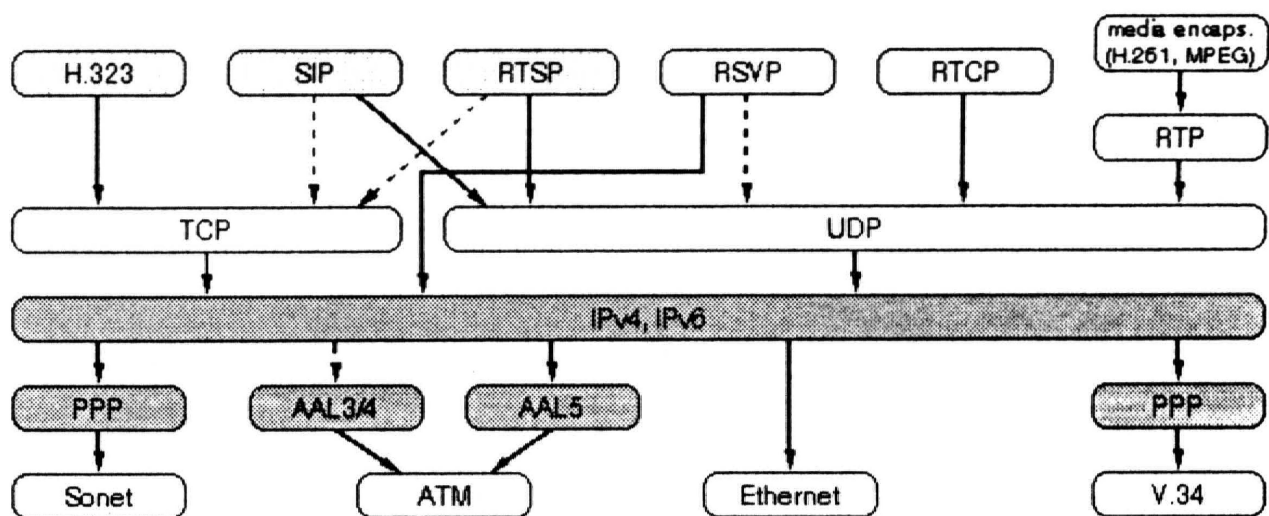 media encaps.
(H.261, MPEG)
H.323
SIP
RTSP
RSVP
RTCP
RTP
TCP
UDP
IPv4, IPv6
PPP
AAL3/4
AAL5
PPP
Sonet
ATM
Ethernet
V.34